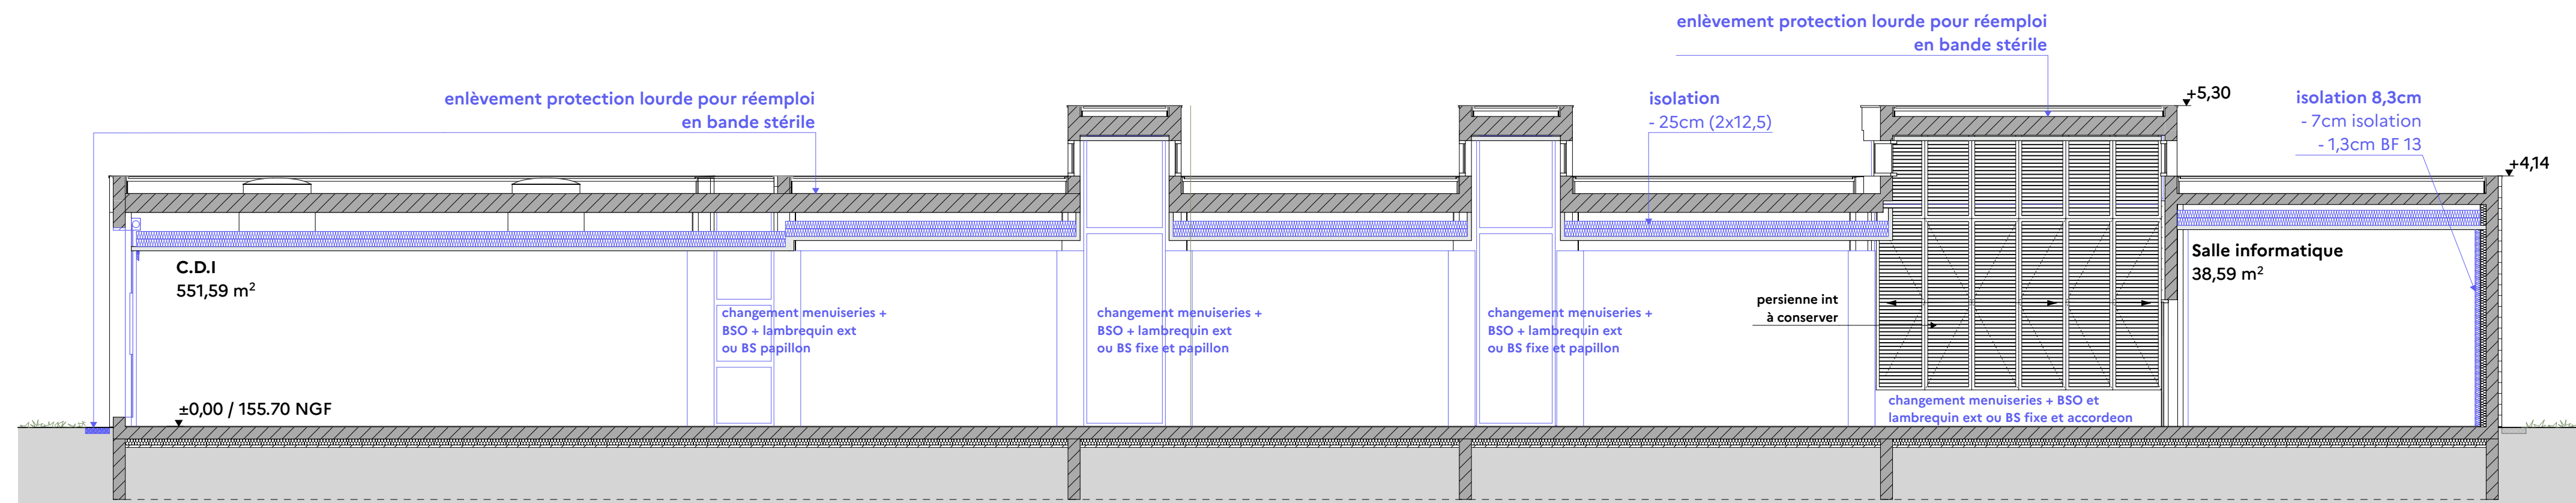 enlèvement protection lourde pour réemploi
en bande stérile
enlèvement protection lourde pour réemploi
en bande stérile
isolation
- 25cm (2x12,5)
+5,30
isolation 8,3cm
- 7cm isolation
- 1,3cm BF 13
+4,14
C.D.I
551,59 m²
Salle informatique
38,59 m²
changement menuiseries +
BSO + lambrequin ext
ou BS papillon
changement menuiseries +
BSO + lambrequin ext
ou BS fixe et papillon
changement menuiseries +
BSO + lambrequin ext
ou BS fixe et papillon
persienne int
à conserver
changement menuiseries + BSO et
lambrequin ext ou BS fixe et accordeon
±0,00 / 155.70 NGF